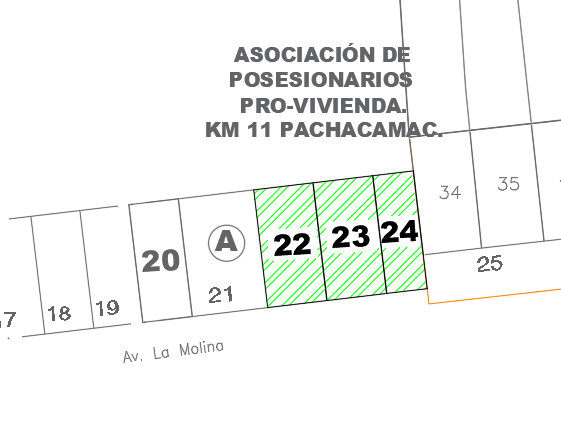 ASOCIACIÓN DE
POSESIONARIOS
PRO-VIVIENDA.
KM 11 PACHACAMAC.
34
35
20
A
22
23
24
21
25
18
19
7
Av. La Molina